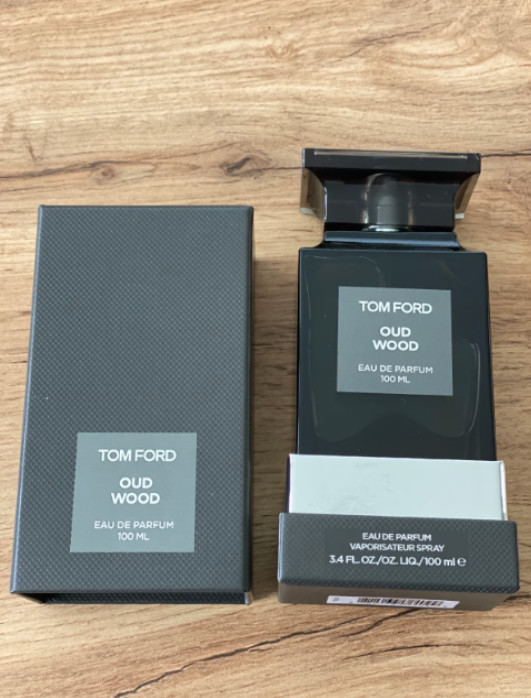 TOM FORD
OUD
WOOD
EAU DE PARFUM
100 ML
TOM FORD
OUD
WOOD
EAU DE PARFUM
100 ML
EAU DE PARFUM
VAPORISATEUR SPRAY
3.4 FL. OZ./OZ. LIQ./100 ml ℮